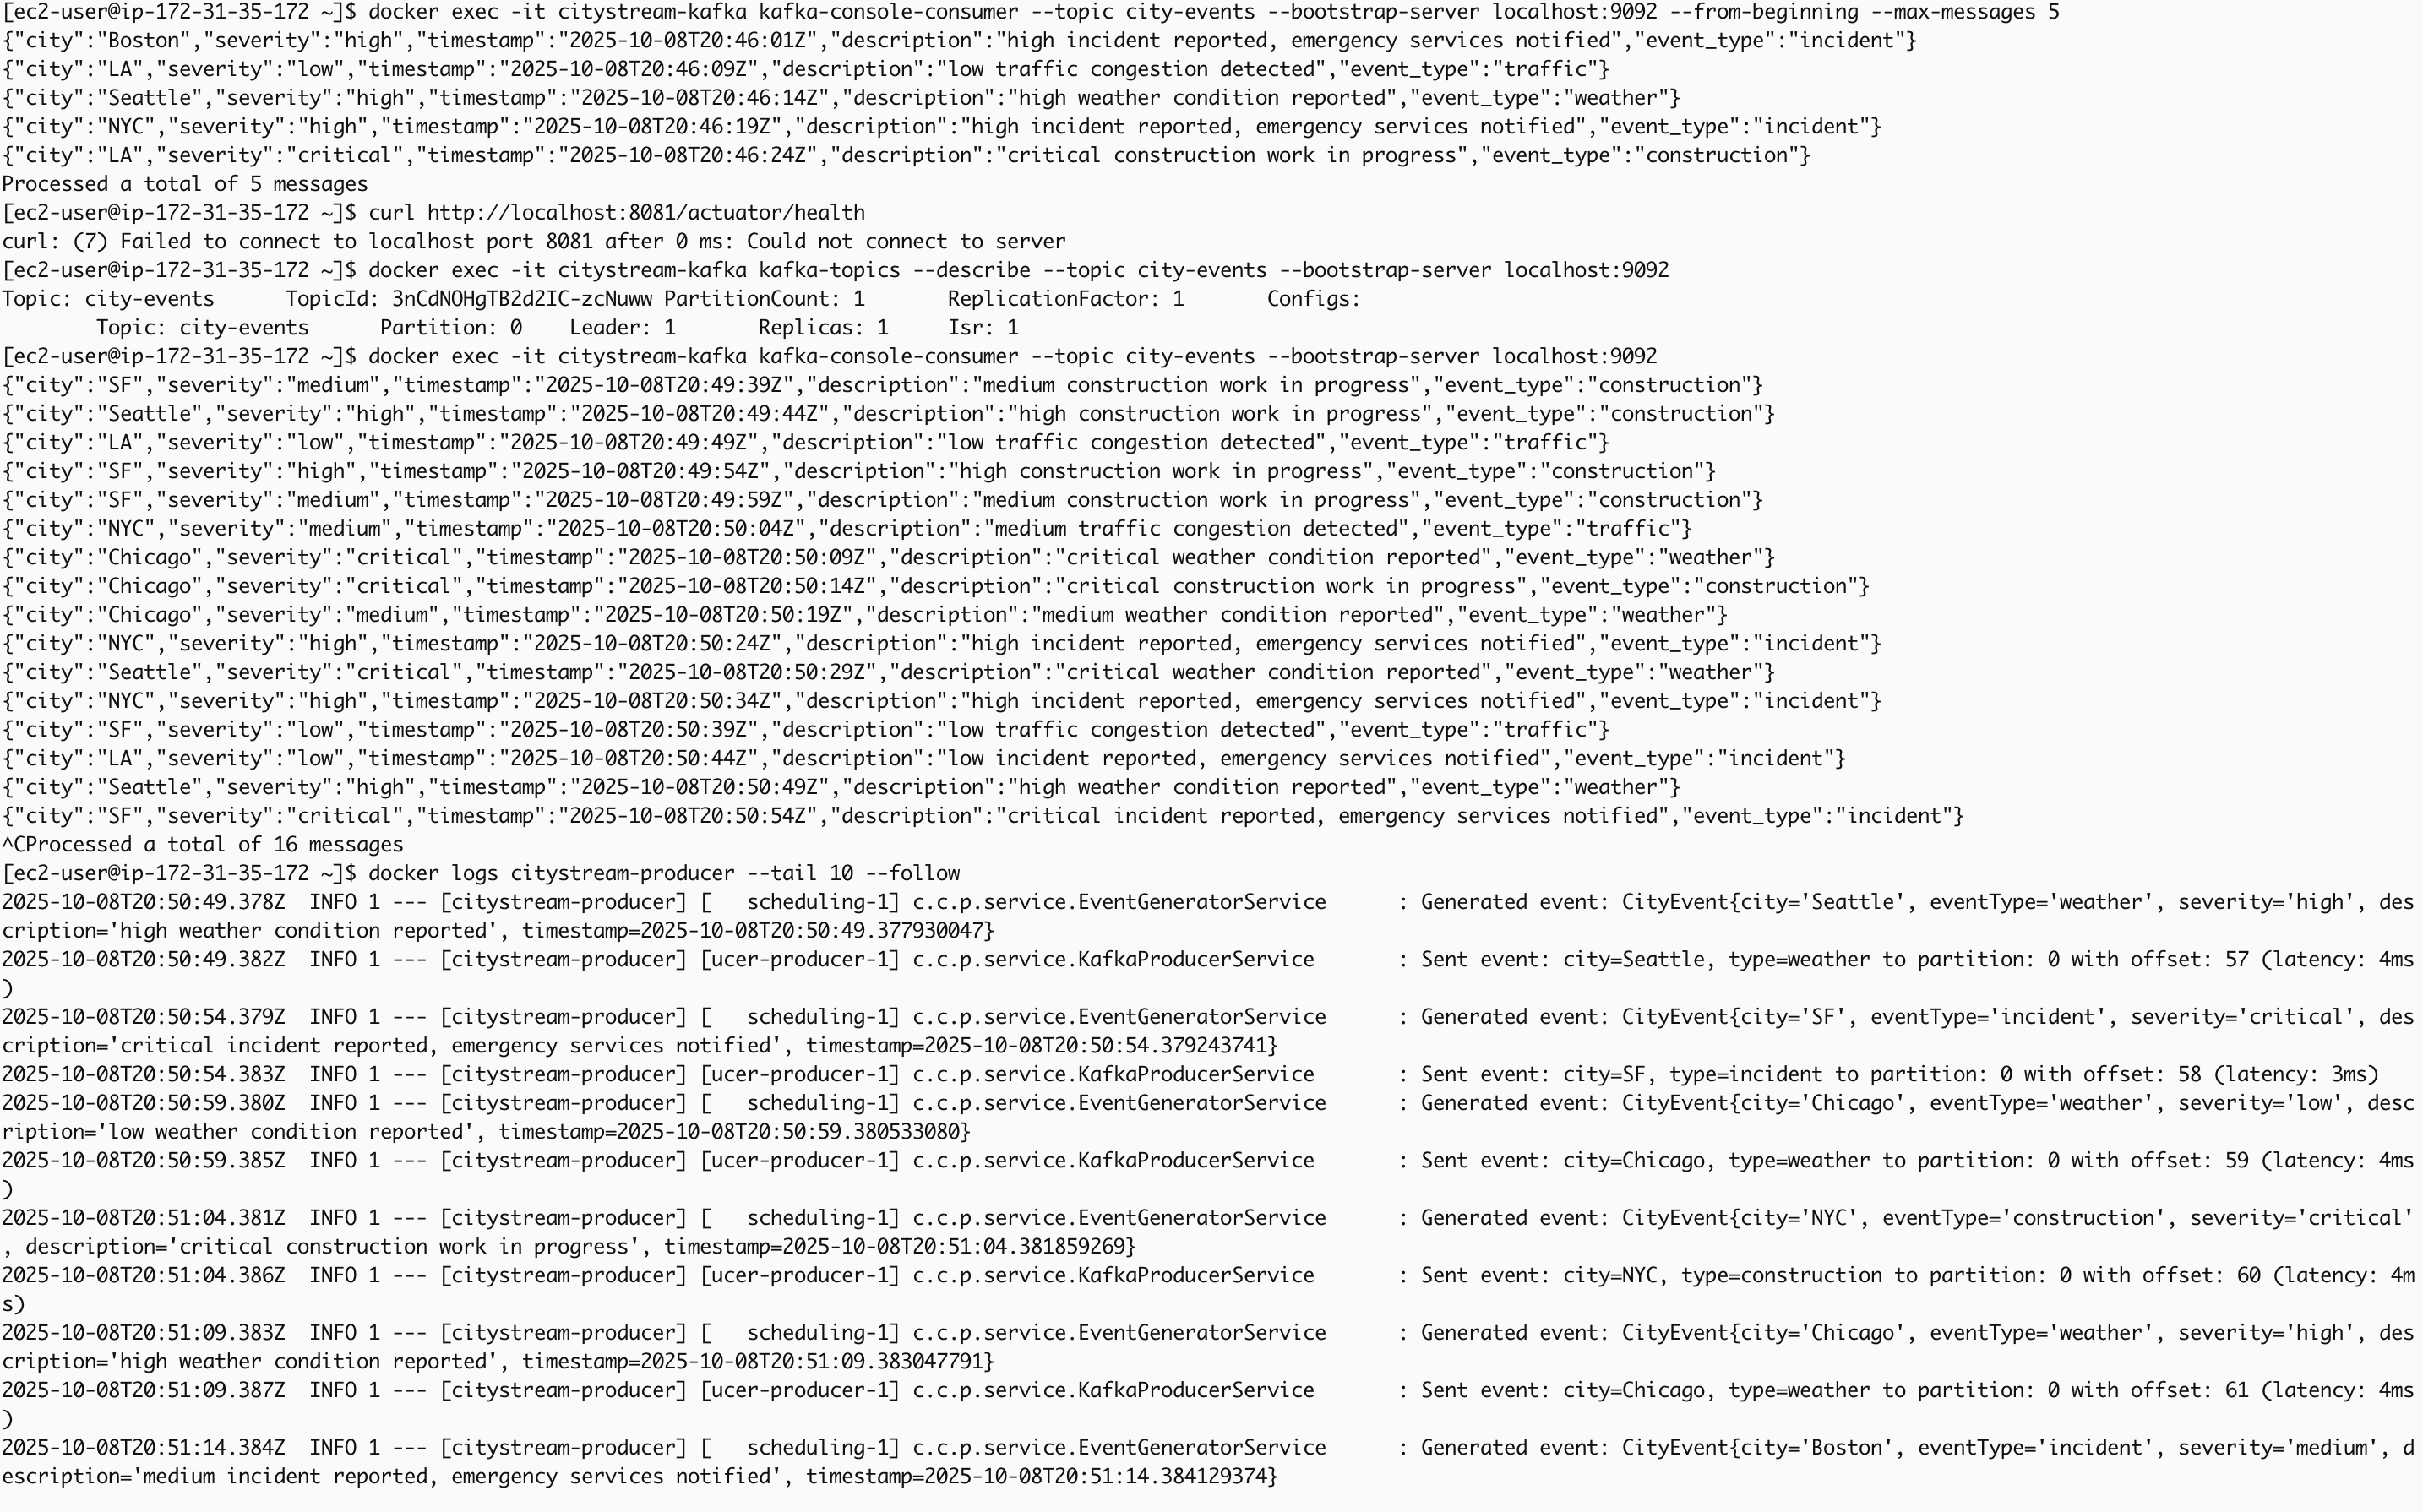 [ec2-user@ip-172-31-35-172 ~]$ docker exec -it citystream-kafka kafka-console-consumer --topic city-events --bootstrap-server localhost:9092 --from-beginning --max-messages 5
{"city":"Boston","severity":"high","timestamp":"2025-10-08T20:46:01Z","description":"high incident reported, emergency services notified","event_type":"incident"}
{"city":"LA","severity":"low","timestamp":"2025-10-08T20:46:09Z","description":"low traffic congestion detected","event_type":"traffic"}
{"city":"Seattle","severity":"high","timestamp":"2025-10-08T20:46:14Z","description":"high weather condition reported","event_type":"weather"}
{"city":"NYC","severity":"high","timestamp":"2025-10-08T20:46:19Z","description":"high incident reported, emergency services notified","event_type":"incident"}
{"city":"LA","severity":"critical","timestamp":"2025-10-08T20:46:24Z","description":"critical construction work in progress","event_type":"construction"}
Processed a total of 5 messages
[ec2-user@ip-172-31-35-172 ~]$ curl http://localhost:8081/actuator/health
curl: (7) Failed to connect to localhost port 8081 after 0 ms: Could not connect to server
[ec2-user@ip-172-31-35-172 ~]$ docker exec -it citystream-kafka kafka-topics --describe --topic city-events --bootstrap-server localhost:9092
Topic: city-events      TopicId: 3nCdNOHgTB2d2IC-zcNuww PartitionCount: 1       ReplicationFactor: 1       Configs:
        Topic: city-events      Partition: 0    Leader: 1       Replicas: 1     Isr: 1
[ec2-user@ip-172-31-35-172 ~]$ docker exec -it citystream-kafka kafka-console-consumer --topic city-events --bootstrap-server localhost:9092
{"city":"SF","severity":"medium","timestamp":"2025-10-08T20:49:39Z","description":"medium construction work in progress","event_type":"construction"}
{"city":"Seattle","severity":"high","timestamp":"2025-10-08T20:49:44Z","description":"high construction work in progress","event_type":"construction"}
{"city":"LA","severity":"low","timestamp":"2025-10-08T20:49:49Z","description":"low traffic congestion detected","event_type":"traffic"}
{"city":"SF","severity":"high","timestamp":"2025-10-08T20:49:54Z","description":"high construction work in progress","event_type":"construction"}
{"city":"SF","severity":"medium","timestamp":"2025-10-08T20:49:59Z","description":"medium construction work in progress","event_type":"construction"}
{"city":"NYC","severity":"medium","timestamp":"2025-10-08T20:50:04Z","description":"medium traffic congestion detected","event_type":"traffic"}
{"city":"Chicago","severity":"critical","timestamp":"2025-10-08T20:50:09Z","description":"critical weather condition reported","event_type":"weather"}
{"city":"Chicago","severity":"critical","timestamp":"2025-10-08T20:50:14Z","description":"critical construction work in progress","event_type":"construction"}
{"city":"Chicago","severity":"medium","timestamp":"2025-10-08T20:50:19Z","description":"medium weather condition reported","event_type":"weather"}
{"city":"NYC","severity":"high","timestamp":"2025-10-08T20:50:24Z","description":"high incident reported, emergency services notified","event_type":"incident"}
{"city":"Seattle","severity":"critical","timestamp":"2025-10-08T20:50:29Z","description":"critical weather condition reported","event_type":"weather"}
{"city":"NYC","severity":"high","timestamp":"2025-10-08T20:50:34Z","description":"high incident reported, emergency services notified","event_type":"incident"}
{"city":"SF","severity":"low","timestamp":"2025-10-08T20:50:39Z","description":"low traffic congestion detected","event_type":"traffic"}
{"city":"LA","severity":"low","timestamp":"2025-10-08T20:50:44Z","description":"low incident reported, emergency services notified","event_type":"incident"}
{"city":"Seattle","severity":"high","timestamp":"2025-10-08T20:50:49Z","description":"high weather condition reported","event_type":"weather"}
{"city":"SF","severity":"critical","timestamp":"2025-10-08T20:50:54Z","description":"critical incident reported, emergency services notified","event_type":"incident"}
^CProcessed a total of 16 messages
[ec2-user@ip-172-31-35-172 ~]$ docker logs citystream-producer --tail 10 --follow
2025-10-08T20:50:49.378Z  INFO 1 --- [citystream-producer] [   scheduling-1] c.c.p.service.EventGeneratorService      : Generated event: CityEvent{city='Seattle', eventType='weather', severity='high', des
cription='high weather condition reported', timestamp=2025-10-08T20:50:49.377930047}
2025-10-08T20:50:49.382Z  INFO 1 --- [citystream-producer] [ucer-producer-1] c.c.p.service.KafkaProducerService       : Sent event: city=Seattle, type=weather to partition: 0 with offset: 57 (latency: 4ms
)
2025-10-08T20:50:54.379Z  INFO 1 --- [citystream-producer] [   scheduling-1] c.c.p.service.EventGeneratorService      : Generated event: CityEvent{city='SF', eventType='incident', severity='critical', des
cription='critical incident reported, emergency services notified', timestamp=2025-10-08T20:50:54.379243741}
2025-10-08T20:50:54.383Z  INFO 1 --- [citystream-producer] [ucer-producer-1] c.c.p.service.KafkaProducerService       : Sent event: city=SF, type=incident to partition: 0 with offset: 58 (latency: 3ms)
2025-10-08T20:50:59.380Z  INFO 1 --- [citystream-producer] [   scheduling-1] c.c.p.service.EventGeneratorService      : Generated event: CityEvent{city='Chicago', eventType='weather', severity='low', desc
ription='low weather condition reported', timestamp=2025-10-08T20:50:59.380533080}
2025-10-08T20:50:59.385Z  INFO 1 --- [citystream-producer] [ucer-producer-1] c.c.p.service.KafkaProducerService       : Sent event: city=Chicago, type=weather to partition: 0 with offset: 59 (latency: 4ms
)
2025-10-08T20:51:04.381Z  INFO 1 --- [citystream-producer] [   scheduling-1] c.c.p.service.EventGeneratorService      : Generated event: CityEvent{city='NYC', eventType='construction', severity='critical'
, description='critical construction work in progress', timestamp=2025-10-08T20:51:04.381859269}
2025-10-08T20:51:04.386Z  INFO 1 --- [citystream-producer] [ucer-producer-1] c.c.p.service.KafkaProducerService       : Sent event: city=NYC, type=construction to partition: 0 with offset: 60 (latency: 4m
s)
2025-10-08T20:51:09.383Z  INFO 1 --- [citystream-producer] [   scheduling-1] c.c.p.service.EventGeneratorService      : Generated event: CityEvent{city='Chicago', eventType='weather', severity='high', des
cription='high weather condition reported', timestamp=2025-10-08T20:51:09.383047791}
2025-10-08T20:51:09.387Z  INFO 1 --- [citystream-producer] [ucer-producer-1] c.c.p.service.KafkaProducerService       : Sent event: city=Chicago, type=weather to partition: 0 with offset: 61 (latency: 4ms
)
2025-10-08T20:51:14.384Z  INFO 1 --- [citystream-producer] [   scheduling-1] c.c.p.service.EventGeneratorService      : Generated event: CityEvent{city='Boston', eventType='incident', severity='medium', d
escription='medium incident reported, emergency services notified', timestamp=2025-10-08T20:51:14.384129374}